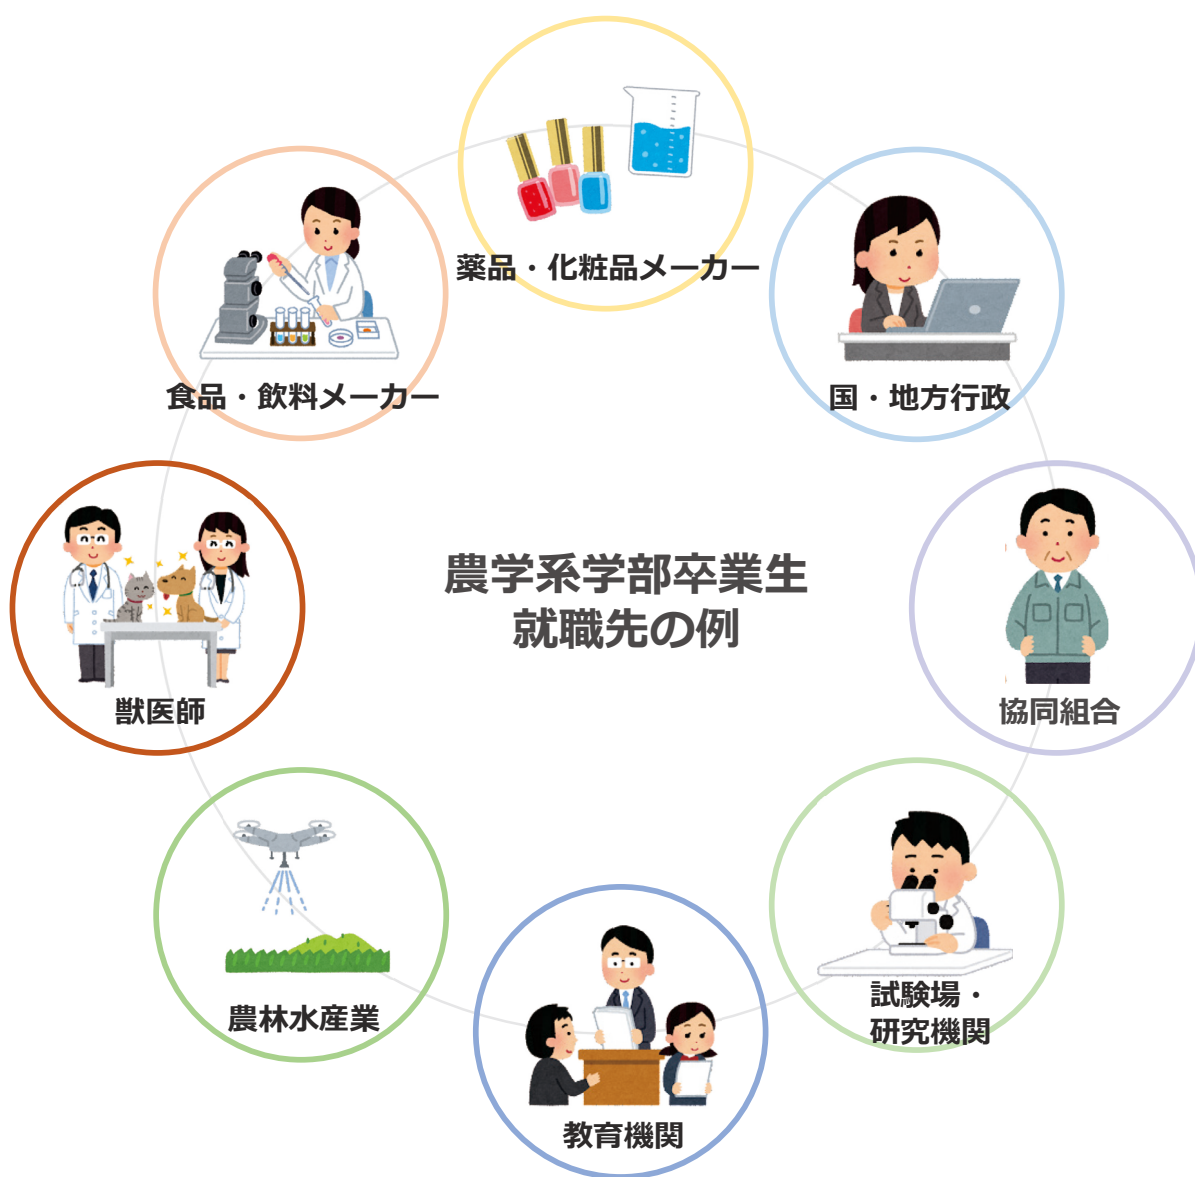 薬品・化粧品メーカー
食品・飲料メーカー
国・地方行政
農学系学部卒業生
就職先の例
獣医師
協同組合
農林水産業
試験場・
研究機関
教育機関